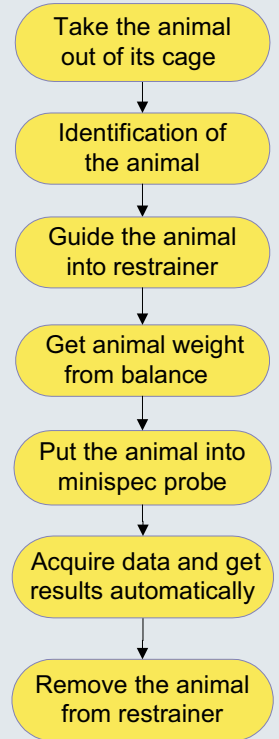 Take the animal
out of its cage
Identification of
the animal
Guide the animal
into restrainer
Get animal weight
from balance
Put the animal into
minispec probe
Acquire data and get
results automatically
Remove the animal
from restrainer